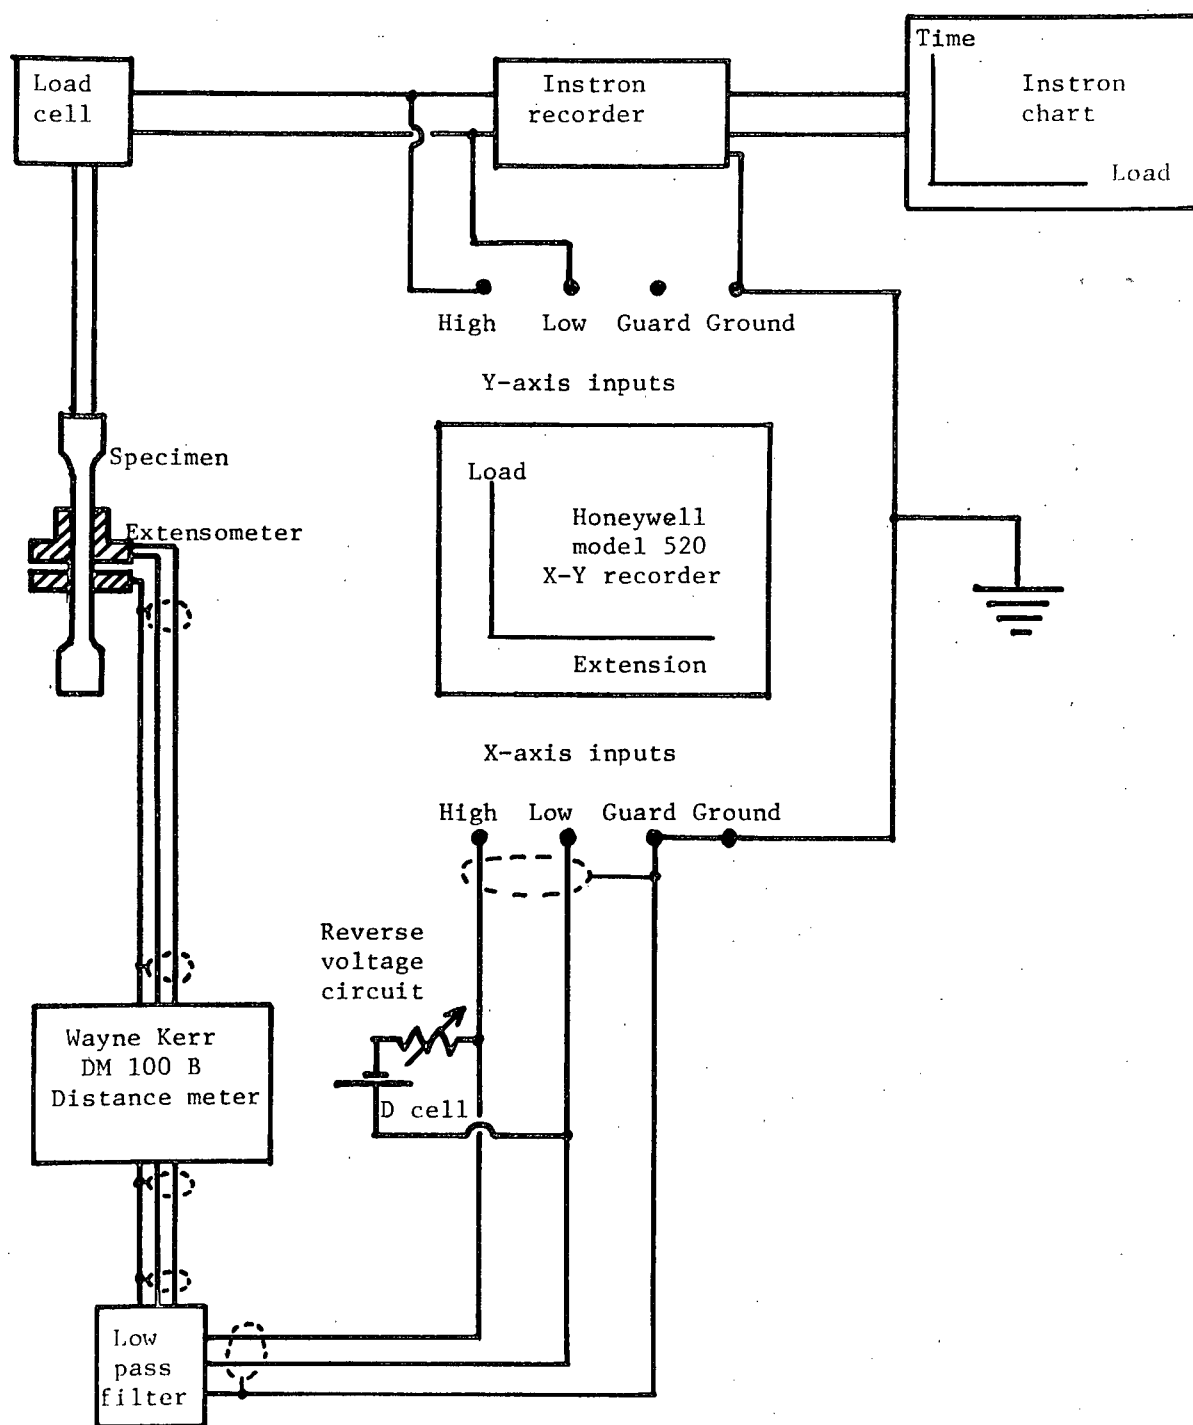 Load
cell
Instron
recorder
Time
Instron
chart
Load
High Low Guard Ground
Y-axis inputs
Specimen
Extensometer
Load
Honeywell
model 520
X-Y recorder
Extension
X-axis inputs
High Low Guard Ground
Reverse
voltage
circuit
D cell
Wayne Kerr
DM 100 B
Distance meter
Low
pass
filter